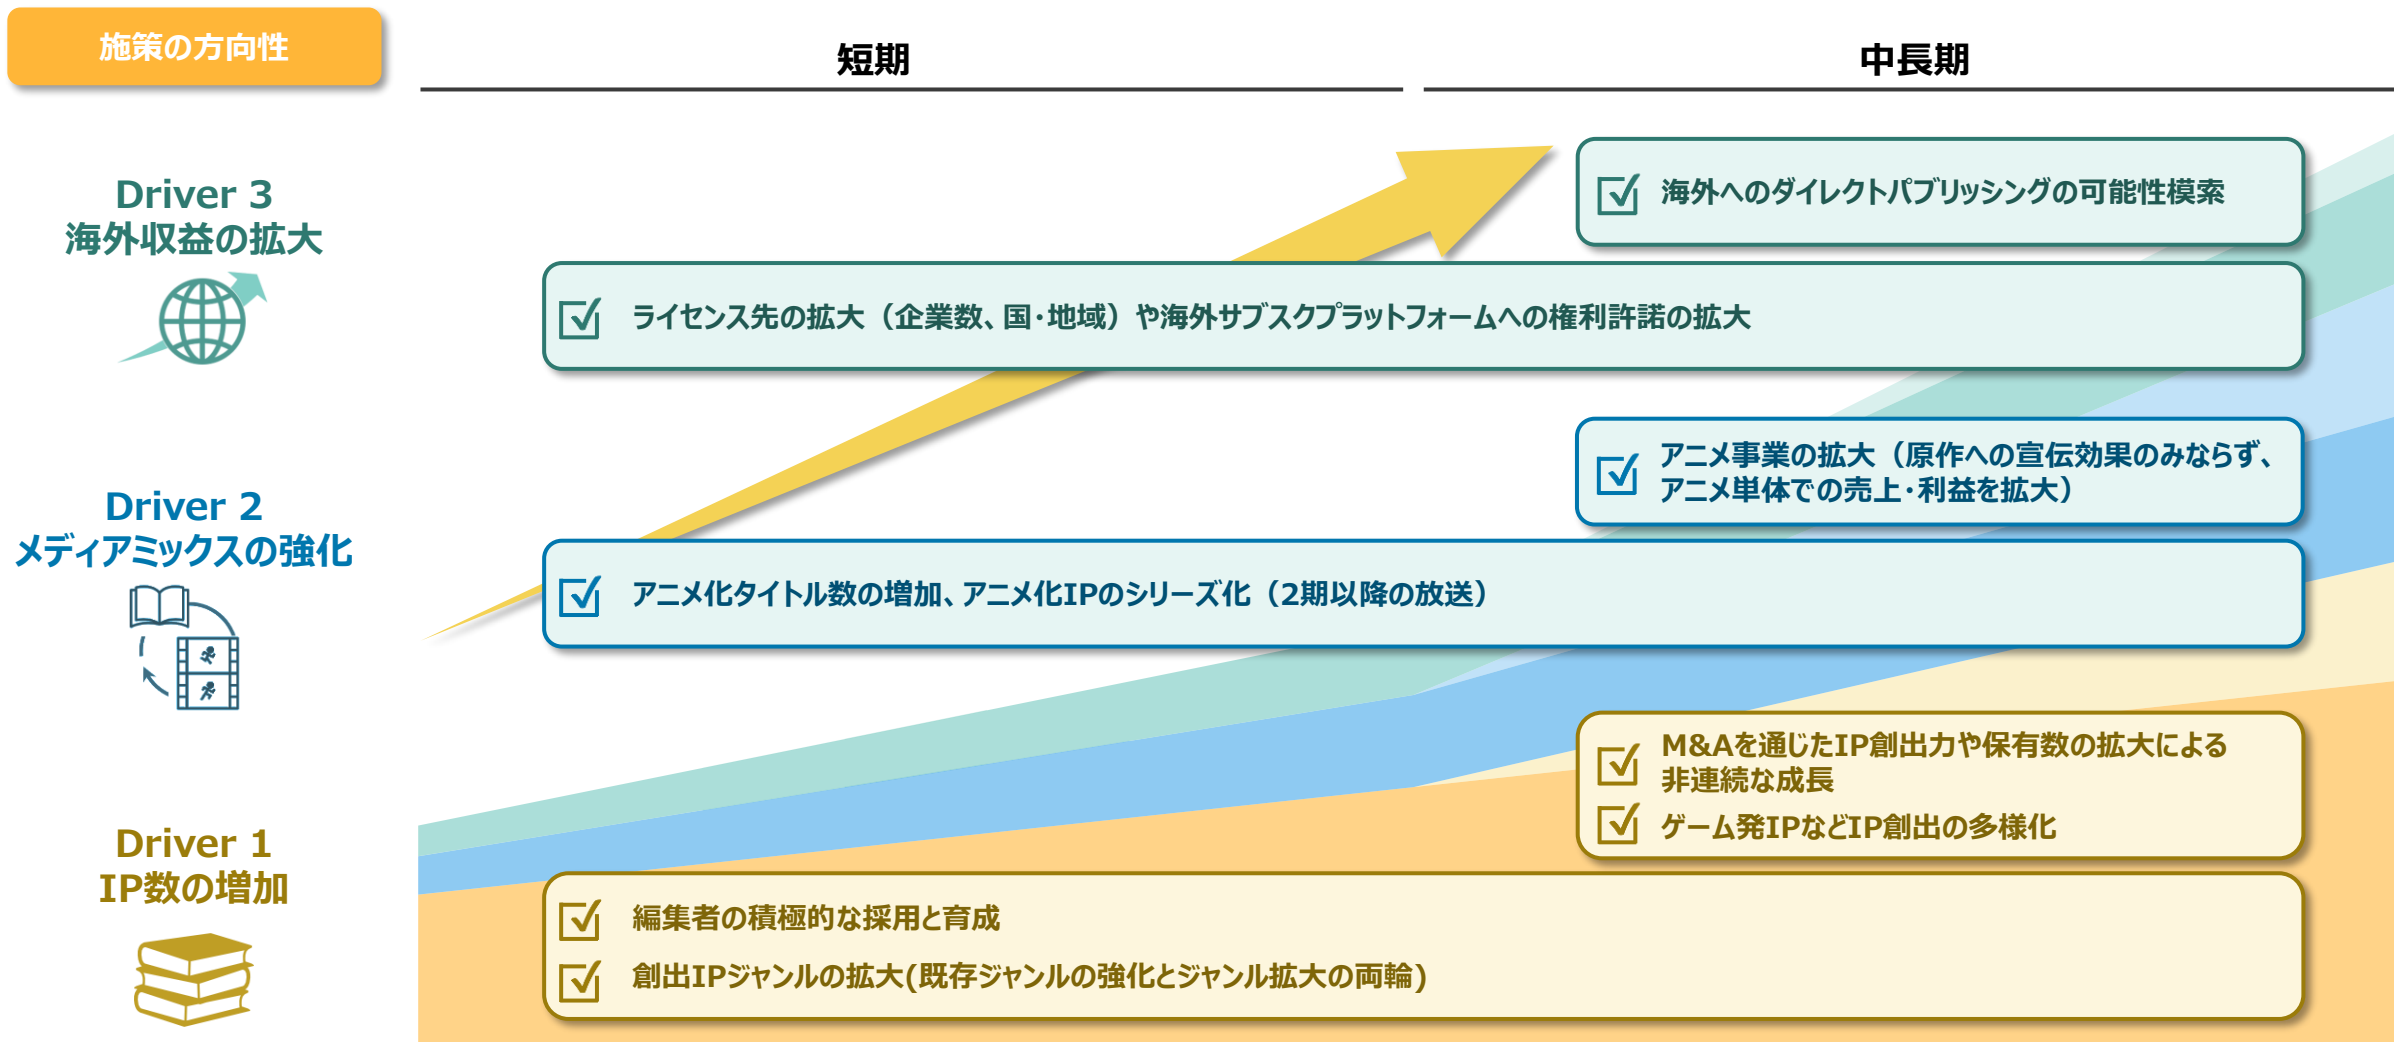 施策の方向性
短期
中長期
Driver 3
海外収益の拡大
海外へのダイレクトパブリッシングの可能性模索
ライセンス先の拡大（企業数、国・地域）や海外サブスクプラットフォームへの権利許諾の拡大
Driver 2
メディアミックスの強化
アニメ事業の拡大（原作への宣伝効果のみならず、
アニメ単体での売上・利益を拡大）
アニメ化タイトル数の増加、アニメ化IPのシリーズ化（2期以降の放送）
Driver 1
IP数の増加
M&Aを通じたIP創出力や保有数の拡大による
非連続な成長
ゲーム発IPなどIP創出の多様化
編集者の積極的な採用と育成
創出IPジャンルの拡大(既存ジャンルの強化とジャンル拡大の両輪)